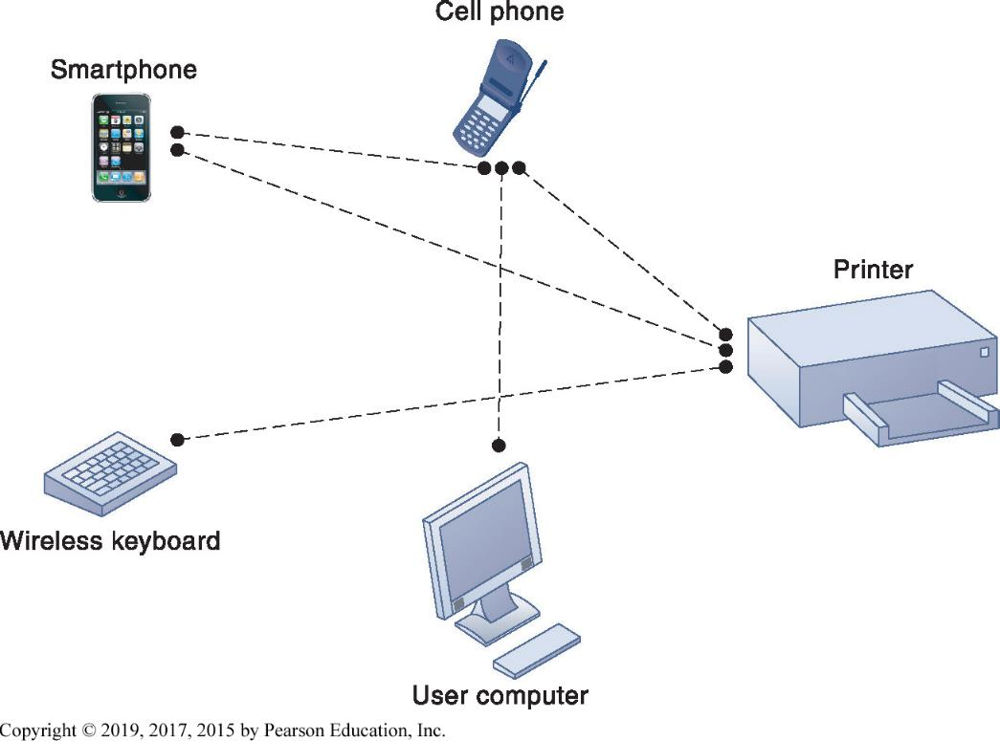 Cell phone
Smartphone
Printer
Wireless keyboard
User computer
Copyright © 2019, 2017, 2015 by Pearson Education, Inc.